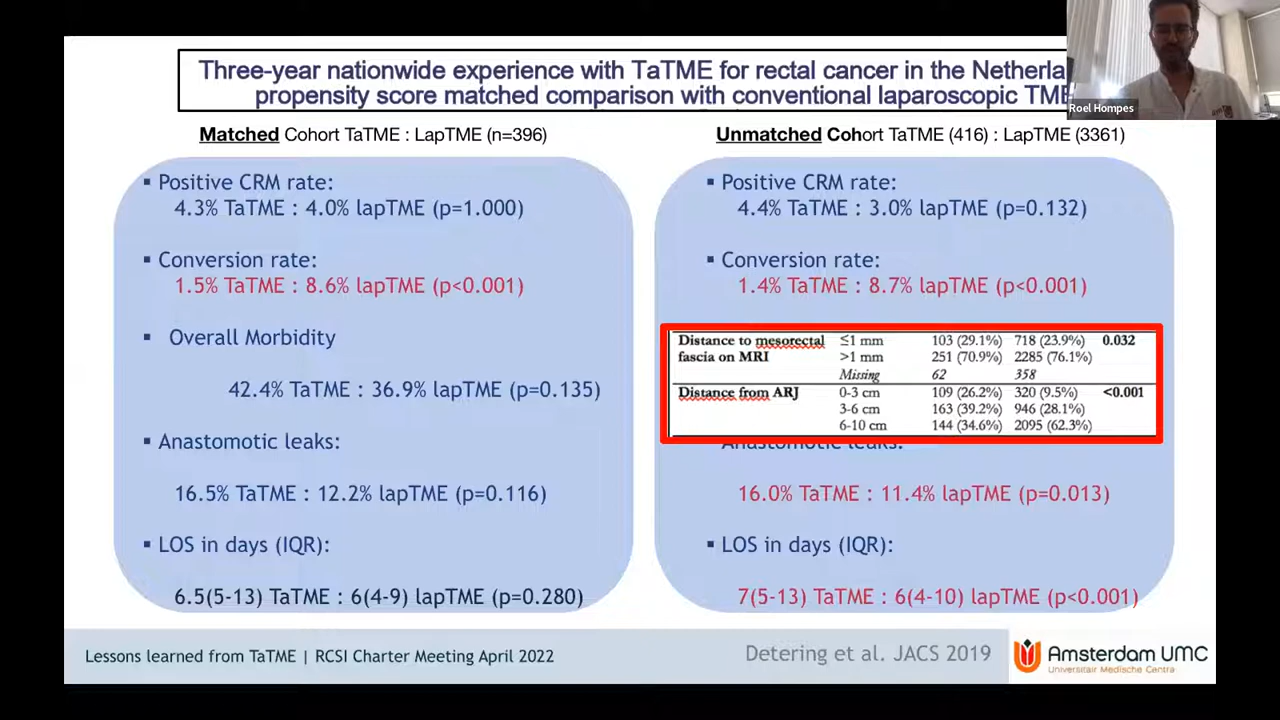 Three-year nationwide experience with TaTME for rectal cancer in the
propensity score matched comparison with conventional laparoscopic
Roel Hompes
Matched Cohort TaTME : LapTME (n=396)
▪ Positive CRM rate:
4.3% TaTME : 4.0% lapTME (p=1.000)
▪ Conversion rate:
1.5% TaTME : 8.6% lapTME (p<0.001)
▪ Overall Morbidity
42.4% TaTME : 36.9% lapTME (p=0.135)
▪ Anastomotic leaks:
16.5% TaTME : 12.2% lapTME (p=0.116)
▪ LOS in days (IQR):
6.5(5-13) TaTME : 6(4-9) lapTME (p=0.280)
Unmatched Cohort TaTME (416) : LapTME (3361)
▪ Positive CRM rate:
4.4% TaTME : 3.0% lapTME (p=0.132)
▪ Conversion rate:
1.4% TaTME : 8.7% lapTME (p<0.001)
Distance to mesorectal ≤1 mm 103 (29.1%) 718 (23.9%) 0.032
fascia on MRI >1 mm 251 (70.9%) 2285 (76.1%)
Missing 62 358
Distance from ARJ 0-3 cm 109 (26.2%) 320 (9.5%) <0.001
3-6 cm 163 (39.2%) 946 (28.1%)
6-10 cm 144 (34.6%) 2095 (62.3%)
Anastomotic leaks:
16.0% TaTME : 11.4% lapTME (p=0.013)
▪ LOS in days (IQR):
7(5-13) TaTME : 6(4-10) lapTME (p<0.001)
Lessons learned from TaTME | RCSI Charter Meeting April 2022
Detering et al. JACS 2019
Amsterdam UMC
Universitair Medische Centra